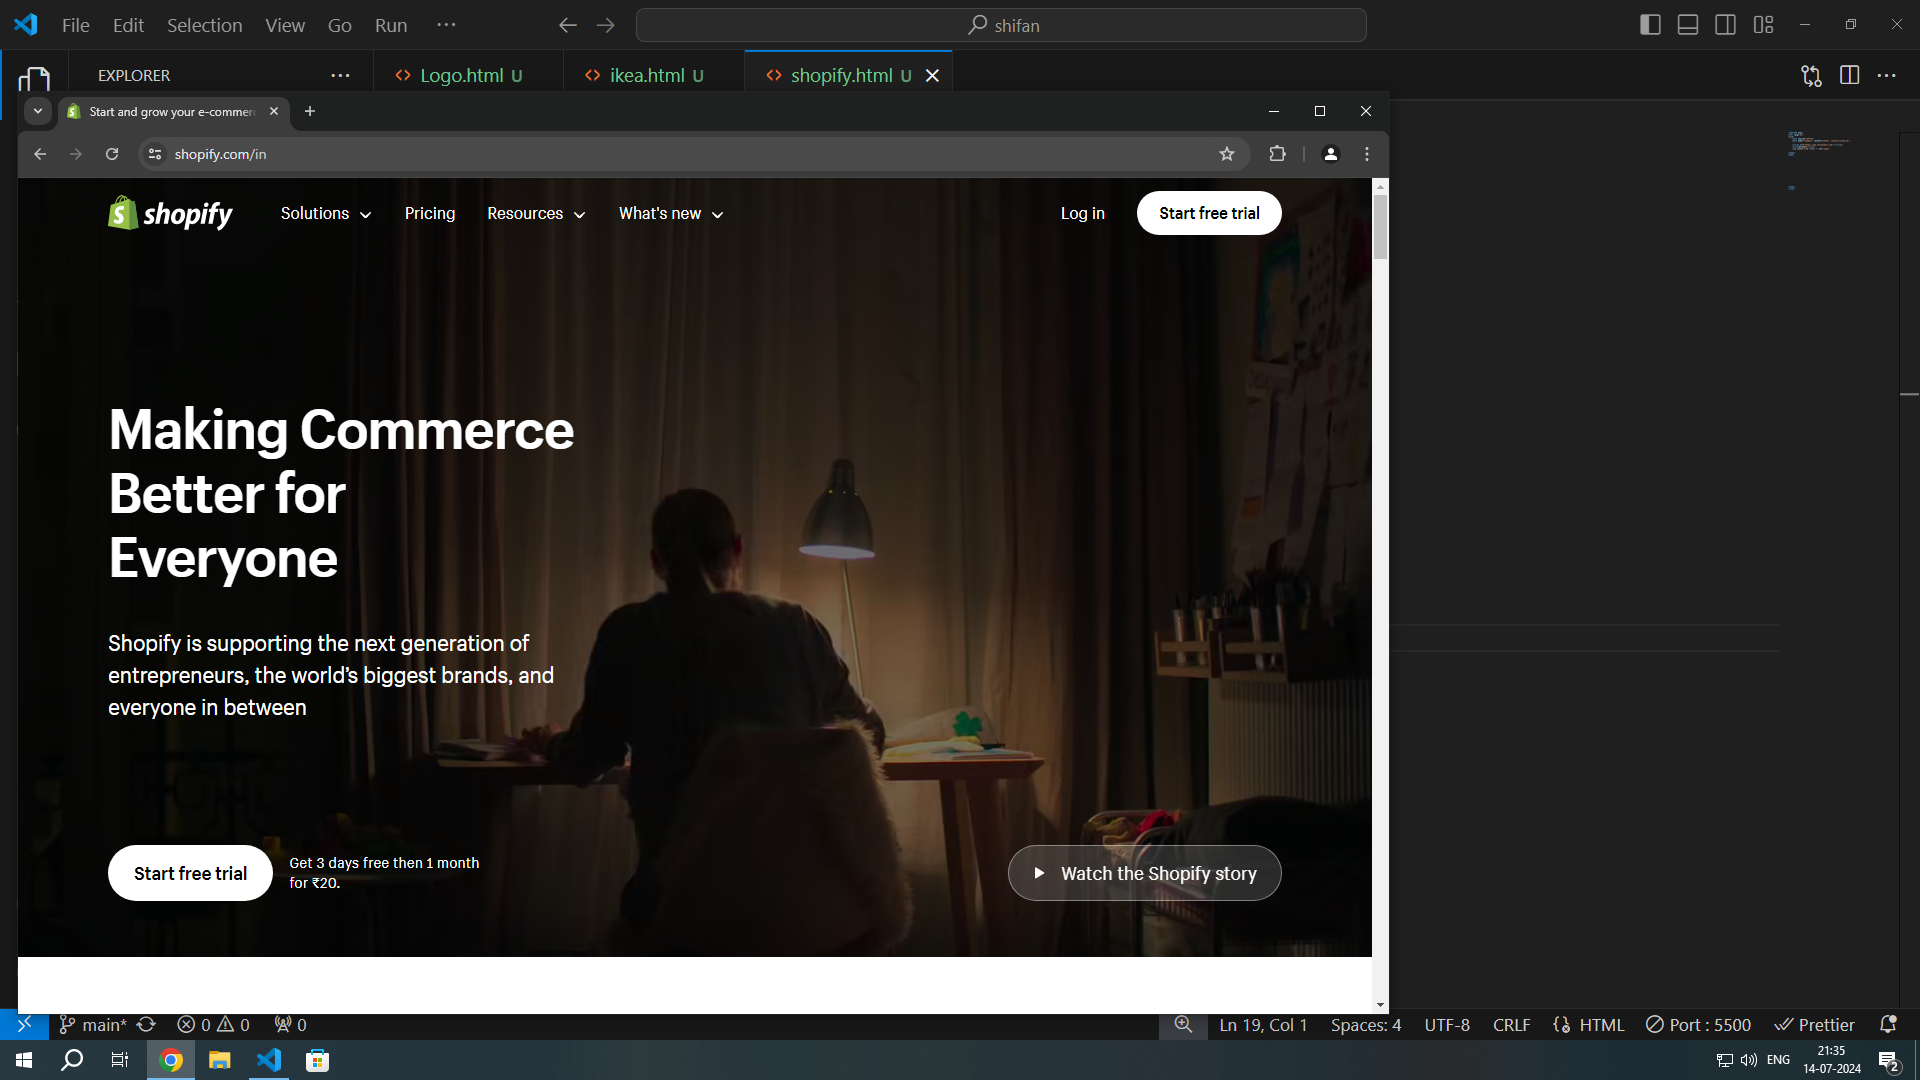 File Edit Selection View Go Run ···
shifan
EXPLORER ···
Logo.html U
ikea.html U
shopify.html U
Start and grow your e-commerc
shopify.com/in
shopify
Solutions
Pricing
Resources
What's new
Log in
Start free trial
Making Commerce
Better for
Everyone
Shopify is supporting the next generation of
entrepreneurs, the world’s biggest brands, and
everyone in between
Start free trial
Get 3 days free then 1 month
for ₹20.
Watch the Shopify story
main* 0 0 0
Ln 19, Col 1 Spaces: 4 UTF-8 CRLF HTML Port : 5500 Prettier
ENG
21:35
14-07-2024
2